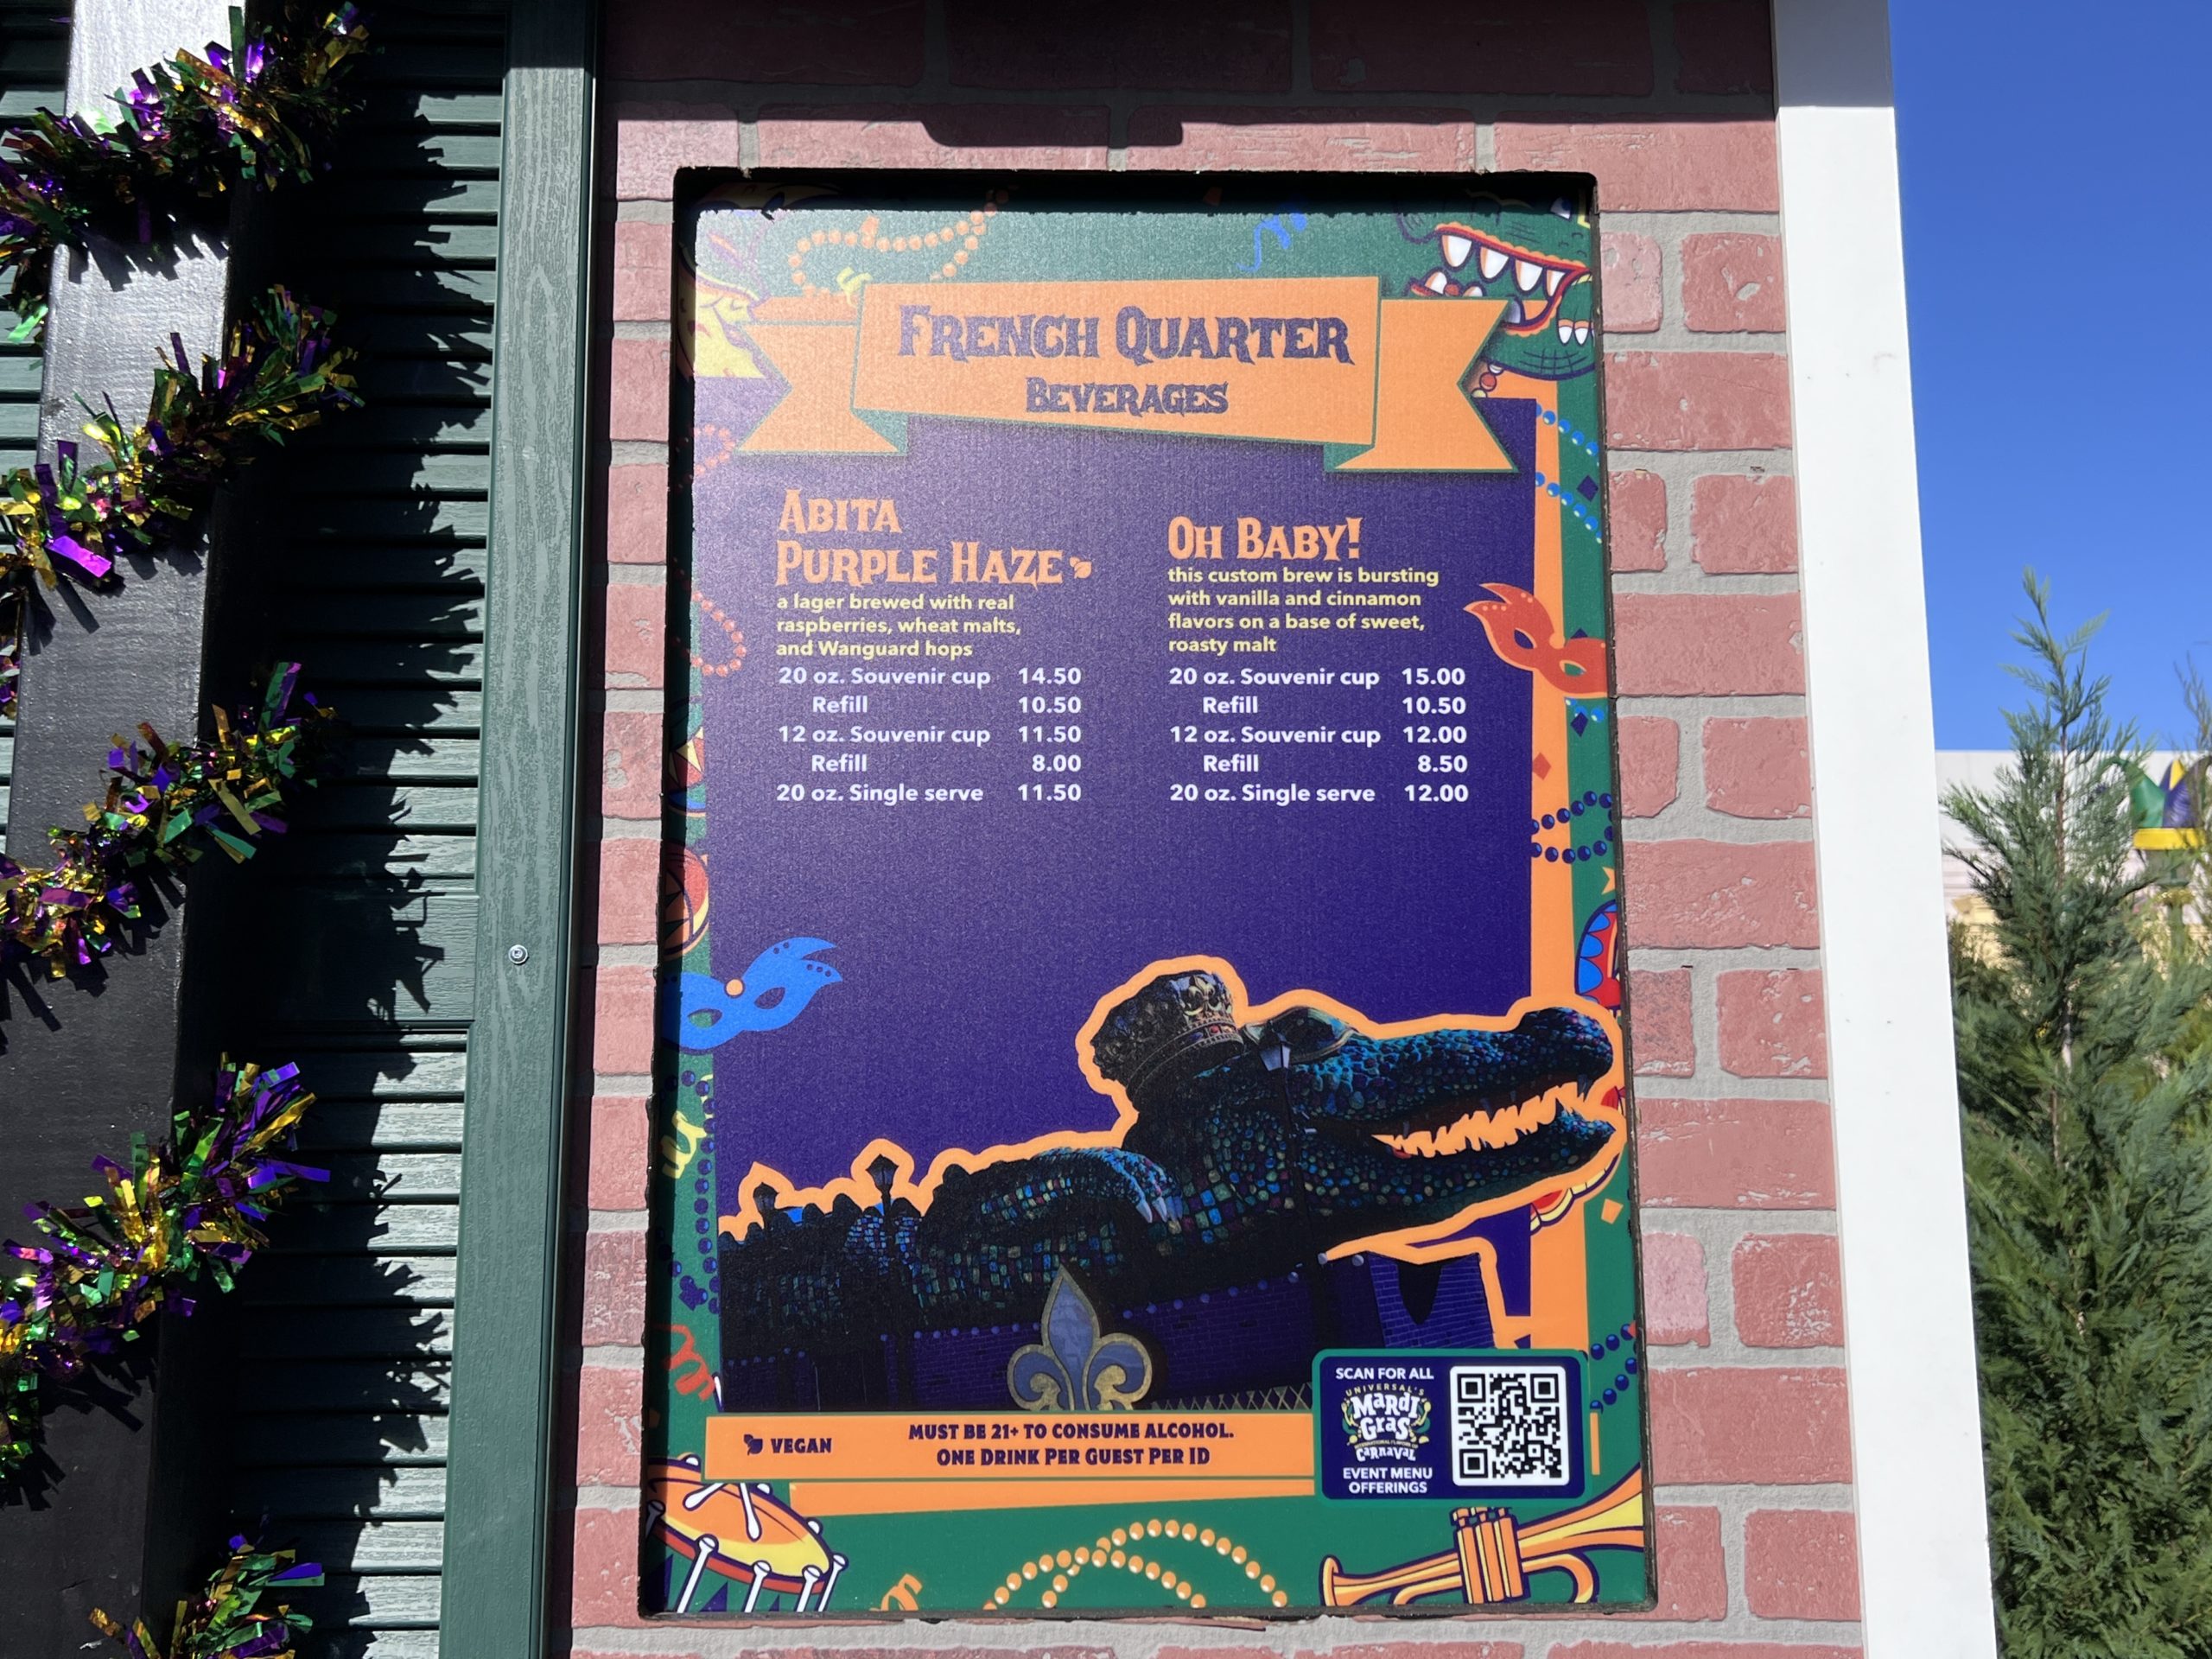 FRENCH QUARTER
BEVERAGES
ABITA
PURPLE HAZE
a lager brewed with real
raspberries, wheat malts,
and Wanguard hops
20 oz. Souvenir cup 14.50
Refill 10.50
12 oz. Souvenir cup 11.50
Refill 8.00
20 oz. Single serve 11.50
OH BABY!
this custom brew is bursting
with vanilla and cinnamon
flavors on a base of sweet,
roasty malt
20 oz. Souvenir cup 15.00
Refill 10.50
12 oz. Souvenir cup 12.00
Refill 8.50
20 oz. Single serve 12.00
VEGAN
MUST BE 21+ TO CONSUME ALCOHOL.
ONE DRINK PER GUEST PER ID
SCAN FOR ALL
UNIVERSAL'S
MARDI
GRAS
INTERNATIONAL FLAVORS OF
CARNAVAL
EVENT MENU
OFFERINGS